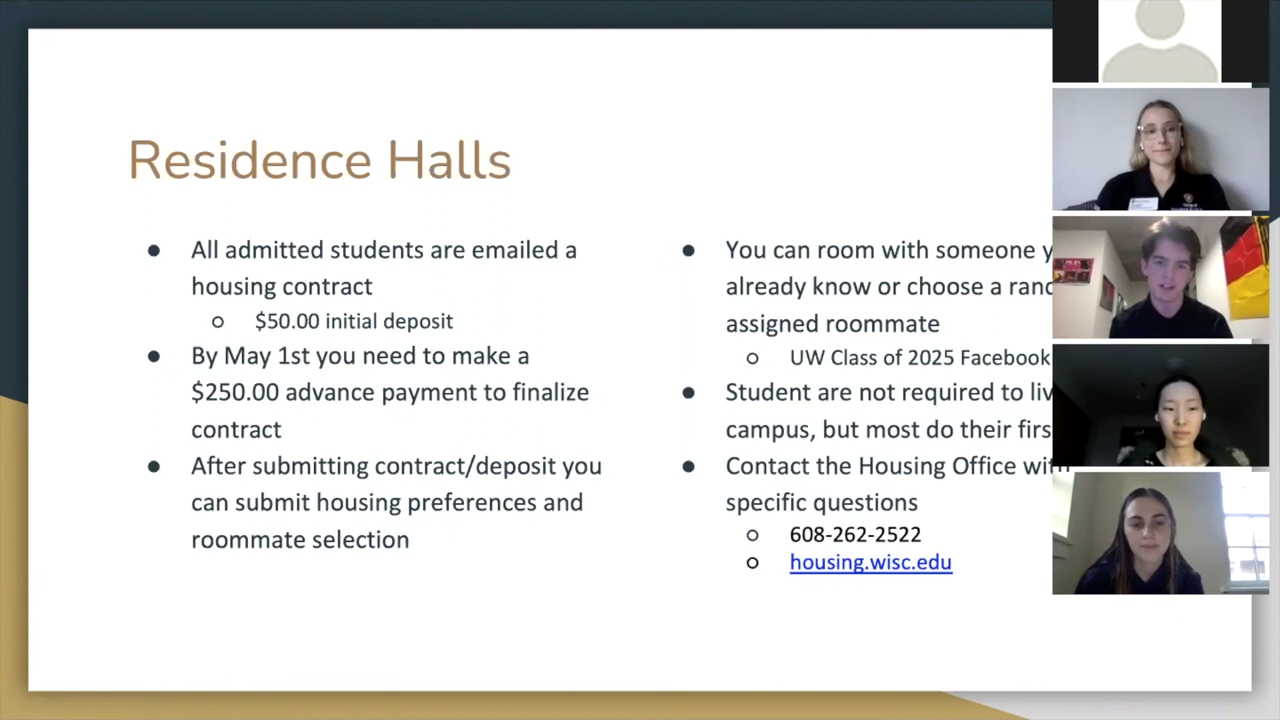 Residence Halls
All admitted students are emailed a
housing contract
$50.00 initial deposit
By May 1st you need to make a
$250.00 advance payment to finalize
contract
After submitting contract/deposit you
can submit housing preferences and
roommate selection
You can room with someone
already know or choose a
assigned roommate
UW Class of 2025 Facebook
Student are not required to
campus, but most do their
Contact the Housing Office with
specific questions
608-262-2522
housing.wisc.edu